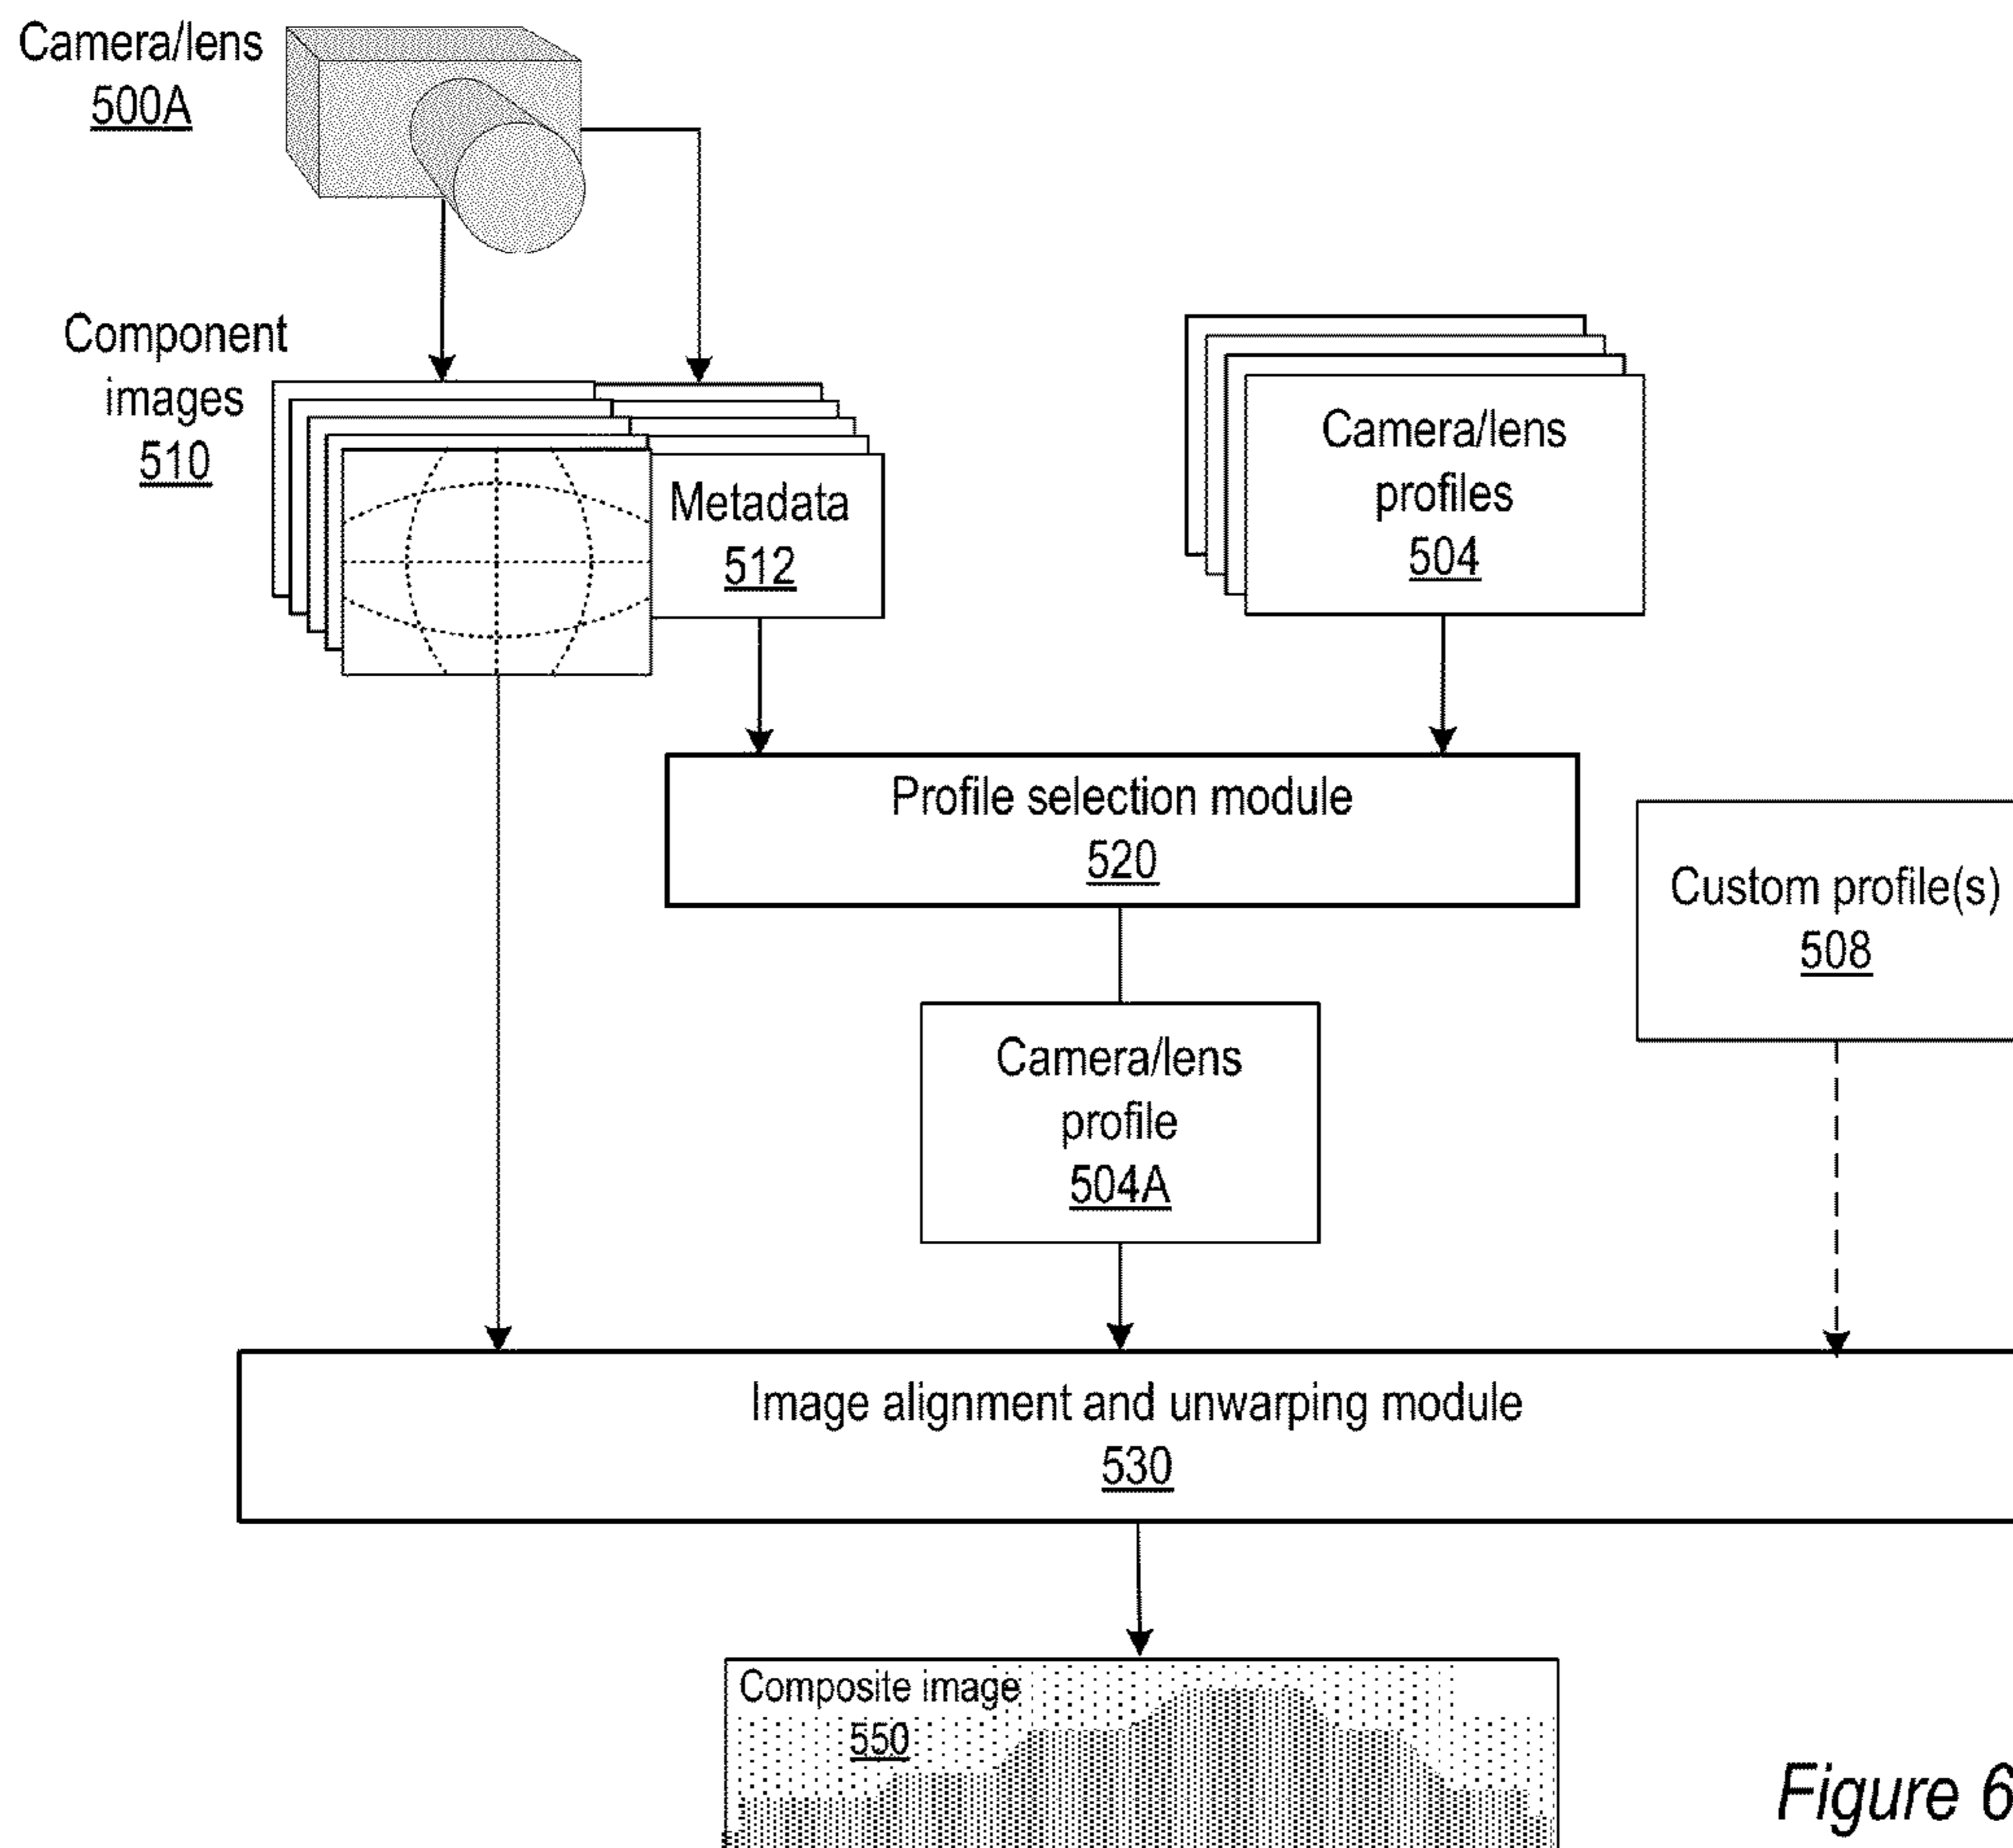 Camera/lens
500A
Component
images
510
Metadata
512
Camera/lens
profiles
504
Profile selection module
520
Custom profile(s)
508
Camera/lens
profile
504A
Image alignment and unwarping module
530
Composite image
550
Figure 6